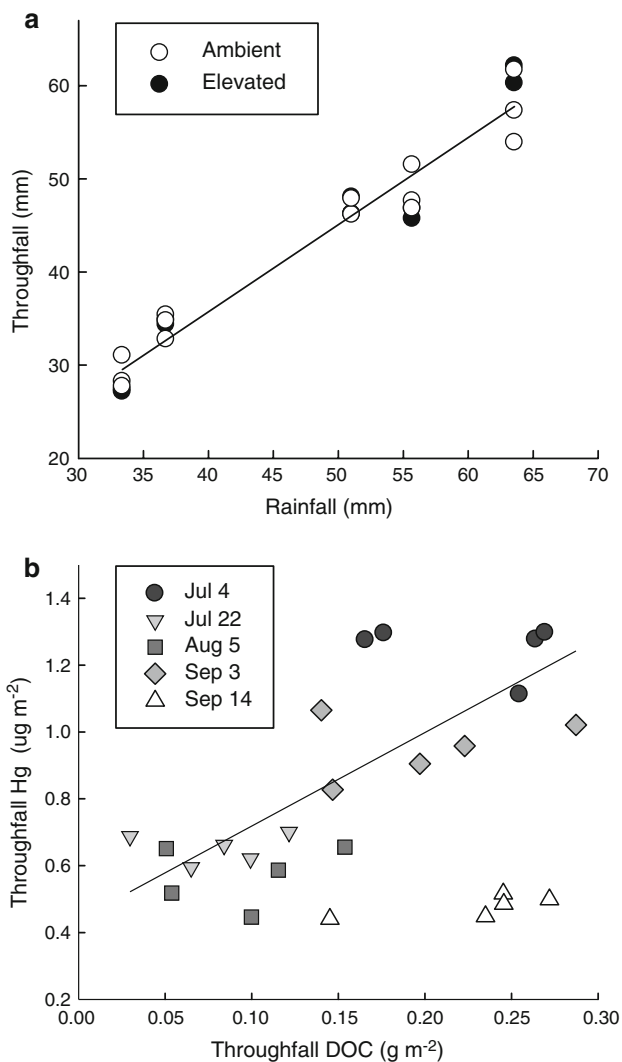 a
Ambient
Elevated
60
50
40
30
20
Throughfall (mm)
30 35 40 45 50 55 60 65 70
Rainfall (mm)
b
Jul 4
Jul 22
Aug 5
Sep 3
Sep 14
1.4
1.2
1.0
0.8
0.6
0.4
0.2
Throughfall Hg (ug m-2)
0.00 0.05 0.10 0.15 0.20 0.25 0.30
Throughfall DOC (g m-2)